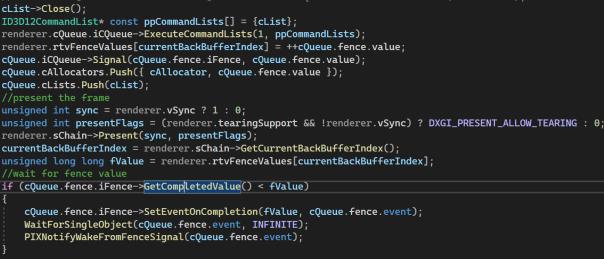 cList->Close();
ID3D12CommandList* const ppCommandLists[] = {cList};
renderer.cQueue.iCQueue->ExecuteCommandLists(1, ppCommandLists);
renderer.rtvFenceValues[currentBackBufferIndex] = ++cQueue.fence.value;
cQueue.iCQueue->Signal(cQueue.fence.iFence, cQueue.fence.value);
cQueue.cAllocators.Push({ cAllocator, cQueue.fence.value });
cQueue.cLists.Push(cList);
//present the frame
unsigned int sync = renderer.vSync ? 1 : 0;
unsigned int presentFlags = (renderer.tearingSupport && !renderer.vSync) ? DXGI_PRESENT_ALLOW_TEARING : 0;
renderer.sChain->Present(sync, presentFlags);
currentBackBufferIndex = renderer.sChain->GetCurrentBackBufferIndex();
unsigned long long fValue = renderer.rtvFenceValues[currentBackBufferIndex];
//wait for fence value
if (cQueue.fence.iFence->GetCompletedValue() < fValue)
{
    cQueue.fence.iFence->SetEventOnCompletion(fValue, cQueue.fence.event);
    WaitForSingleObject(cQueue.fence.event, INFINITE);
    PIXNotifyWakeFromFenceSignal(cQueue.fence.event);
}